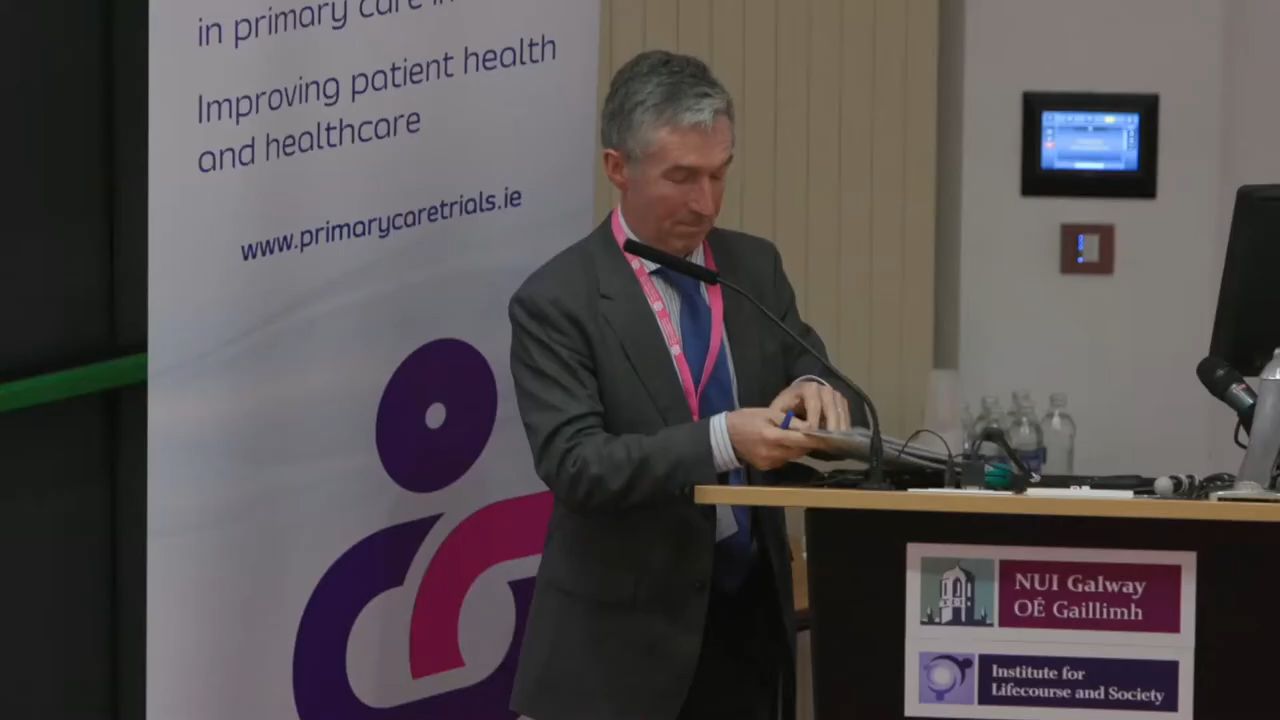 in primary care in
Improving patient health
and healthcare
www.primarycaretrials.ie
NUI Galway
OÉ Gaillimh
Institute for
Lifecourse and Society